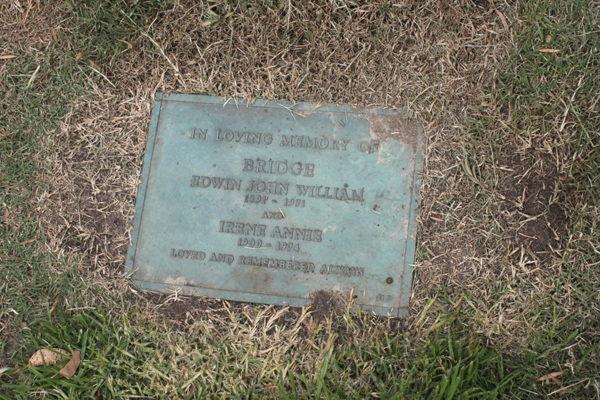 IN LOVING MEMORY OF
BRIDGE
EDWIN JOHN WILLIAM
AND
IRENE ANNIE
LOVED AND REMEMBERED ALWAYS